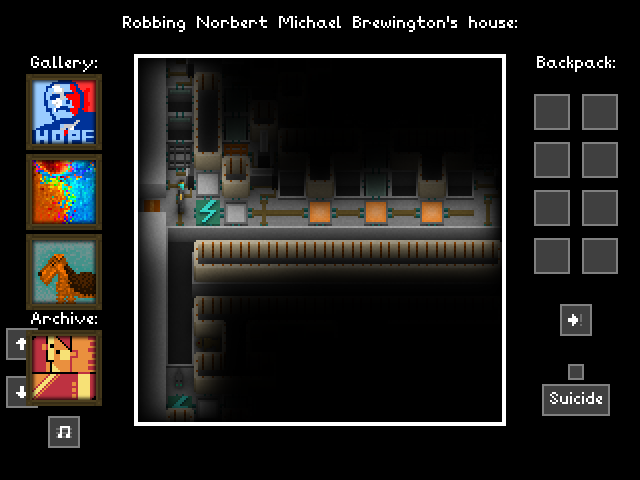 Robbing Norbert Michael Brewington's house:
Gallery:
HOPE
Archive:
Backpack:
Suicide